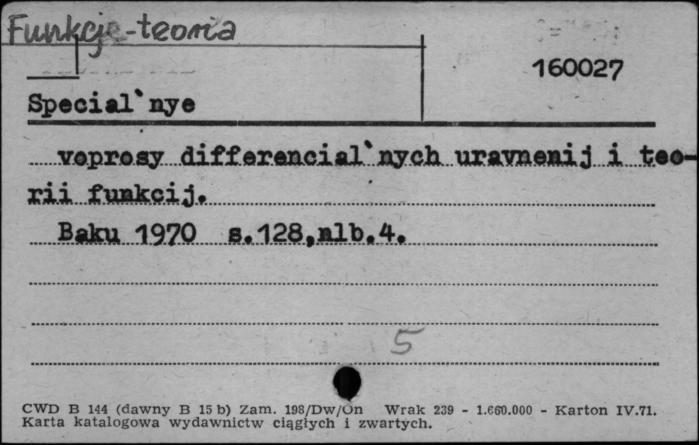 Funkcje-teoria
160027
Special`nye
voprosy differencial`nych uravnenij i teo-
rii funkcij.
Baku 1970 s.128,nlb.4.
5
CWD B 144 (dawny B 15 b) Zam. 198/Dw/On Wrak 239 - 1.660.000 - Karton IV.71.
Karta katalogowa wydawnictw ciągłych i zwartych.